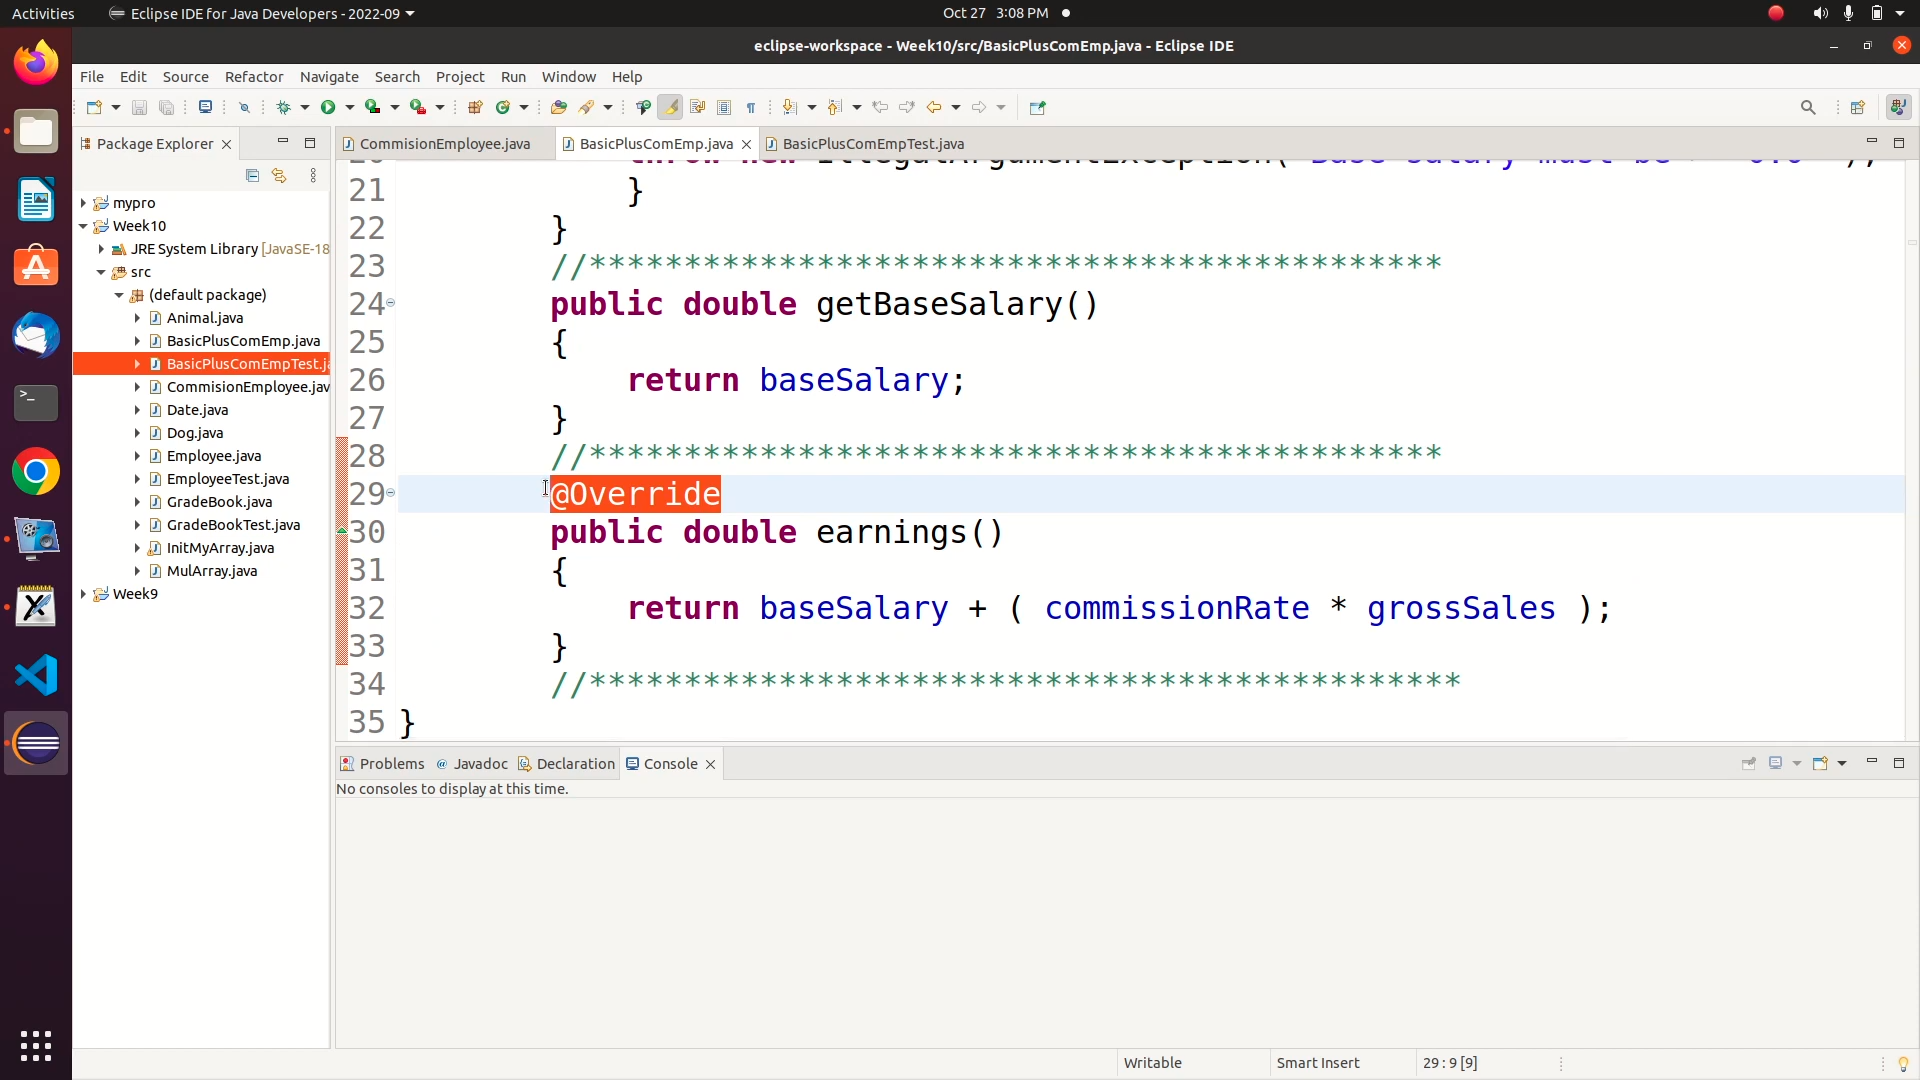 Activities
Eclipse IDE for Java Developers - 2022-09
Oct 27 3:08 PM
eclipse-workspace - Week10/src/BasicPlusComEmp.java - Eclipse IDE
File Edit Source Refactor Navigate Search Project Run Window Help
Package Explorer
CommisionEmployee.java
BasicPlusComEmp.java
BasicPlusComEmpTest.java
mypro
Week10
JRE System Library [JavaSE-18
src
(default package)
Animal.java
BasicPlusComEmp.java
BasicPlusComEmpTest.ja
CommisionEmployee.jav
Date.java
Dog.java
Employee.java
EmployeeTest.java
GradeBook.java
GradeBookTest.java
InitMyArray.java
MulArray.java
Week9
21 }
22 }
23 //*********************************************
24 public double getBaseSalary()
25 {
26 return baseSalary;
27 }
28 //*********************************************
29 @Override
30 public double earnings()
31 {
32 return baseSalary + ( commissionRate * grossSales );
33 }
34 //**********************************************
35 }
Problems @ Javadoc Declaration Console
No consoles to display at this time.
Writable
Smart Insert
29 : 9 [9]